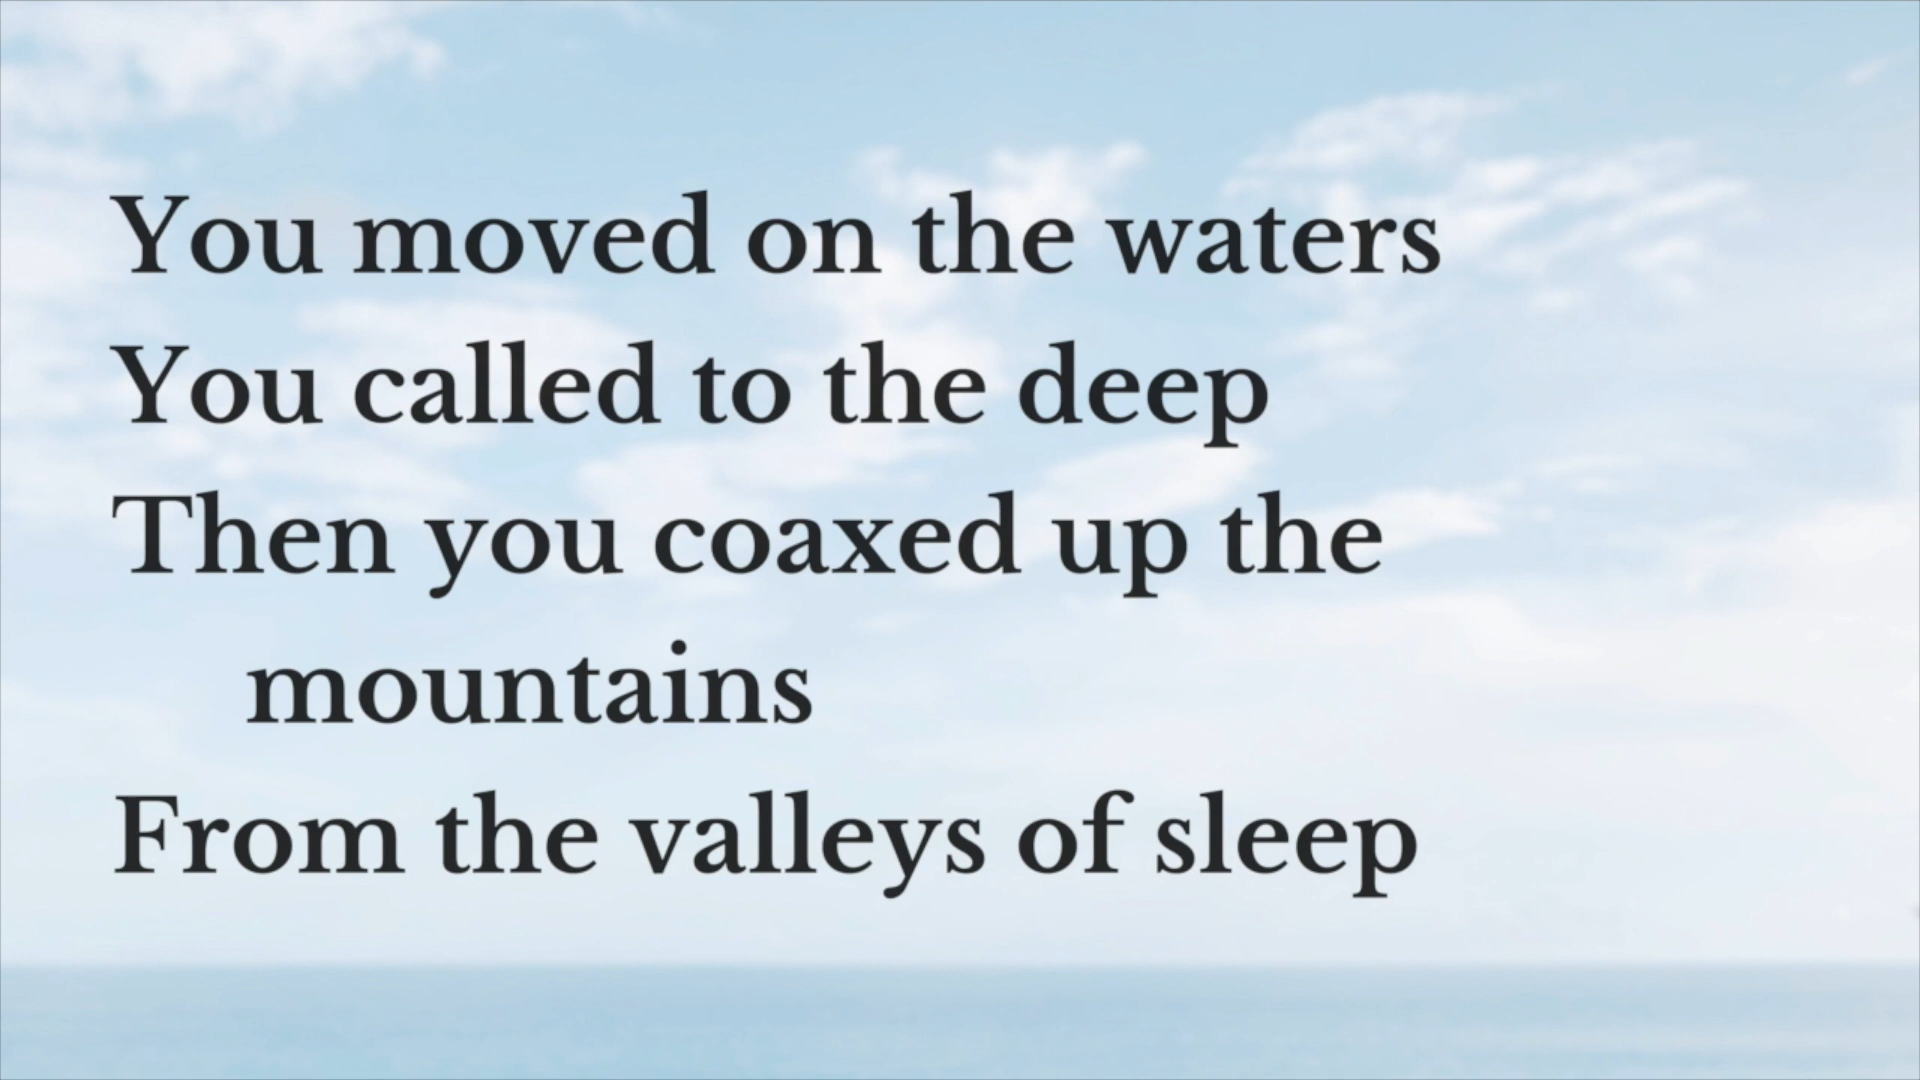 You moved on the waters
You called to the deep
Then you coaxed up the
mountains
From the valleys of sleep